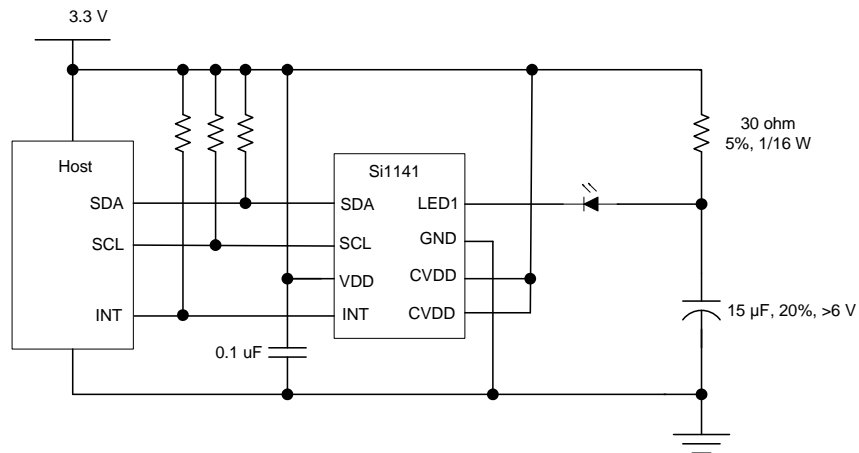 3.3 V
30 ohm
5%, 1/16 W
Host
Si1141
SDA
SDA
LED1
SCL
SCL
GND
VDD
CVDD
INT
INT
CVDD
15 µF, 20%, >6 V
0.1 uF